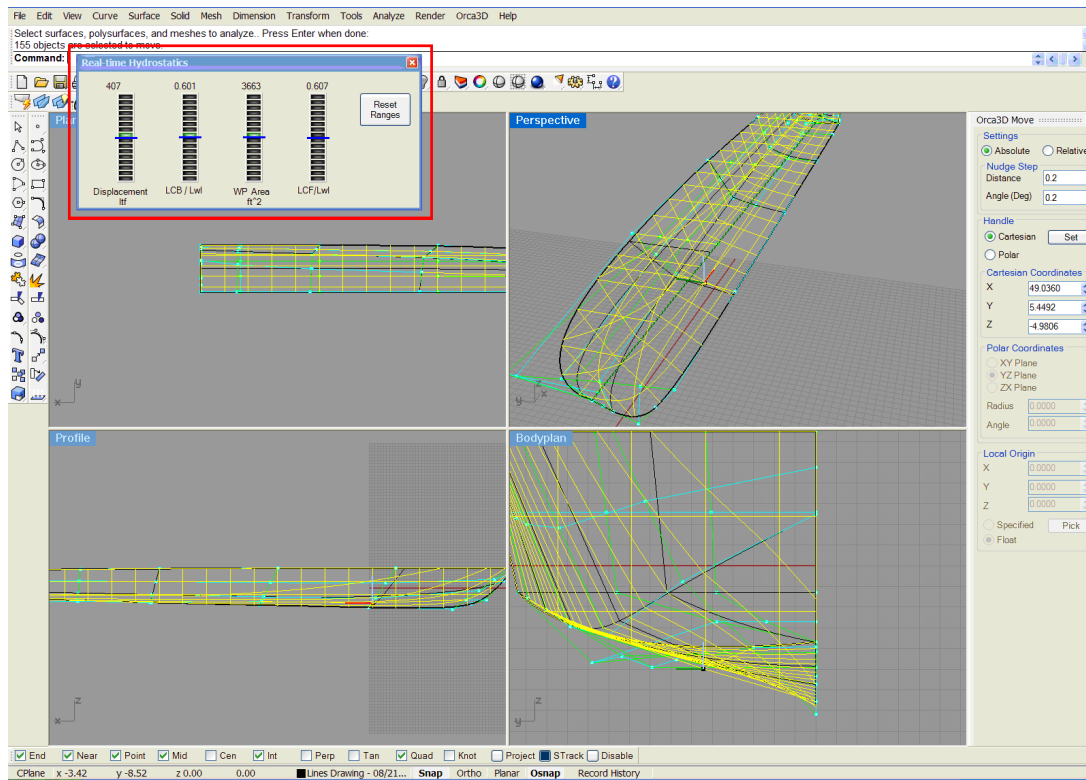 File Edit View Curve Surface Solid Mesh Dimension Transform Tools Analyze Render Orca3D Help
Select surfaces, polysurfaces, and meshes to analyze.. Press Enter when done:
155 objects are selected to move.
Command:
Real-time Hydrostatics
407 0.601 3663 0.607
Reset Ranges
Displacement ltf
LCB / Lwl
WP Area ft^2
LCF/Lwl
Plan
Perspective
y
x
z
y x
Profile
Bodyplan
z
x
z
y
Orca3D Move
Settings
Absolute Relative
Nudge Step
Distance 0.2
Angle (Deg) 0.2
Handle
Cartesian Set
Polar
Cartesian Coordinates
X 49.0360
Y 5.4492
Z -4.9806
Polar Coordinates
XY Plane
YZ Plane
ZX Plane
Radius 0.0000
Angle 0.0000
Local Origin
X 0.0000
Y 0.0000
Z 0.0000
Specified Pick
Float
End Near Point Mid Cen Int Perp Tan Quad Knot Project STrack Disable
CPlane x -3.42 y -8.52 z 0.00 0.00 Lines Drawing - 08/21... Snap Ortho Planar Osnap Record History